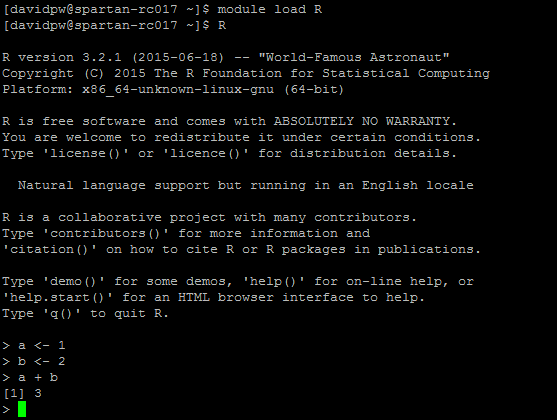 [davidpw@spartan-rc017 ~]$ module load R
[davidpw@spartan-rc017 ~]$ R
R version 3.2.1 (2015-06-18) -- "World-Famous Astronaut"
Copyright (C) 2015 The R Foundation for Statistical Computing
Platform: x86_64-unknown-linux-gnu (64-bit)
R is free software and comes with ABSOLUTELY NO WARRANTY.
You are welcome to redistribute it under certain conditions.
Type 'license()' or 'licence()' for distribution details.
  Natural language support but running in an English locale
R is a collaborative project with many contributors.
Type 'contributors()' for more information and
'citation()' on how to cite R or R packages in publications.
Type 'demo()' for some demos, 'help()' for on-line help, or
'help.start()' for an HTML browser interface to help.
Type 'q()' to quit R.
> a <- 1
> b <- 2
> a + b
[1] 3
>